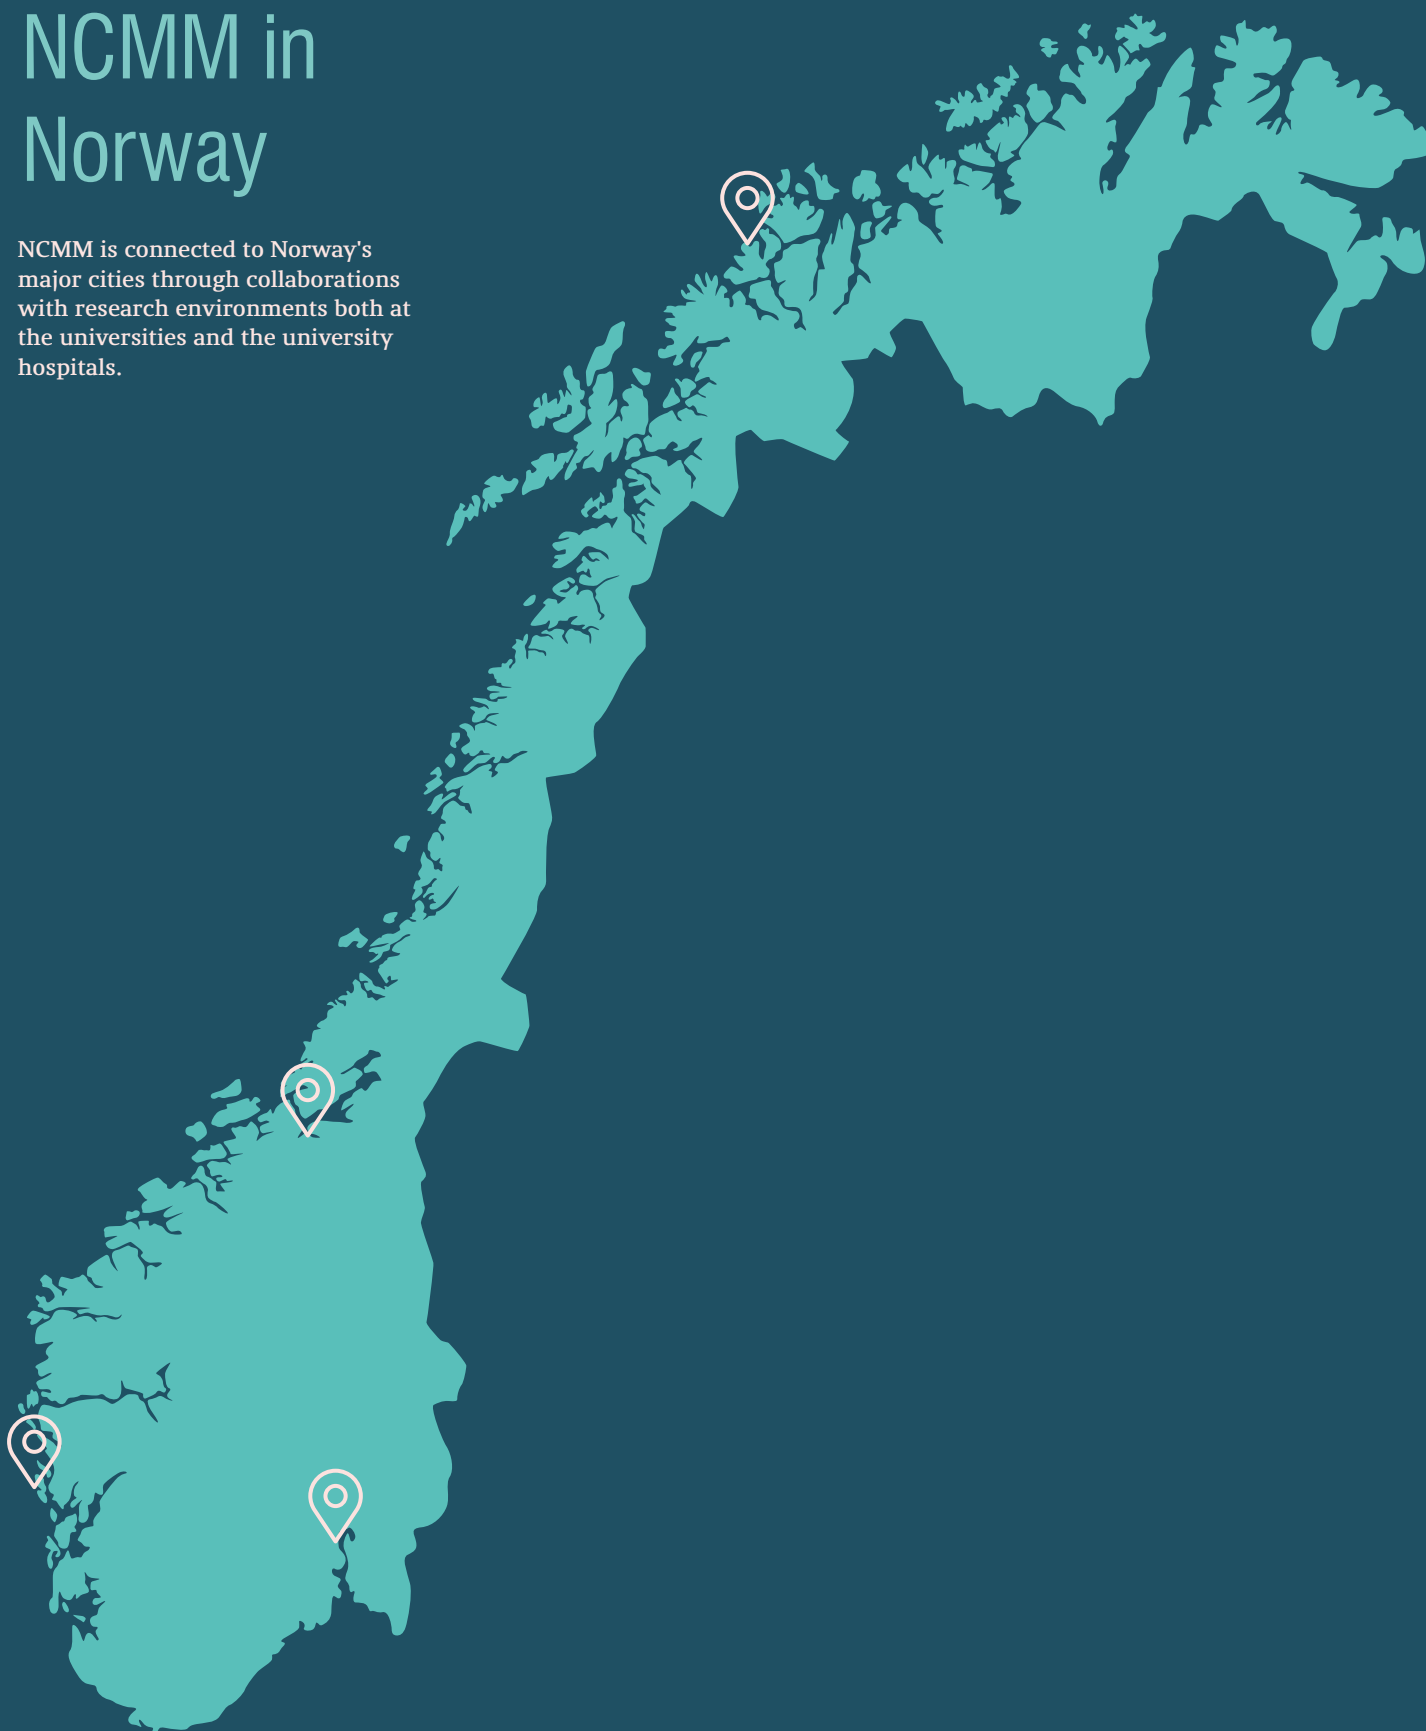 NCMM in
Norway
NCMM is connected to Norway's
major cities through collaborations
with research environments both at
the universities and the university
hospitals.